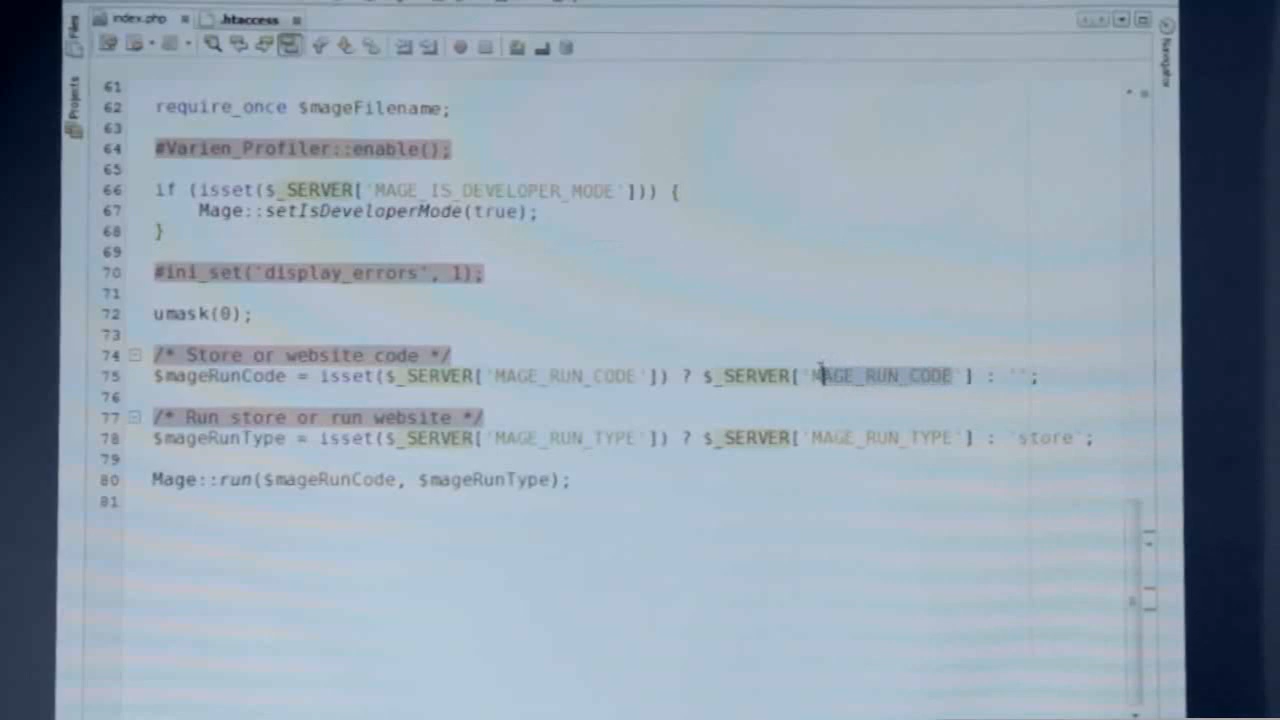 index.php .htaccess
Files
Projects
Navigator
61
62 require_once $mageFilename;
63
64 #Varien_Profiler::enable();
65
66 if (isset($_SERVER['MAGE_IS_DEVELOPER_MODE'])) {
67 Mage::setIsDeveloperMode(true);
68 }
69
70 #ini_set('display_errors', 1);
71
72 umask(0);
73
74 /* Store or website code */
75 $mageRunCode = isset($_SERVER['MAGE_RUN_CODE']) ? $_SERVER['MAGE_RUN_CODE'] : '';
76
77 /* Run store or run website */
78 $mageRunType = isset($_SERVER['MAGE_RUN_TYPE']) ? $_SERVER['MAGE_RUN_TYPE'] : 'store';
79
80 Mage::run($mageRunCode, $mageRunType);
81